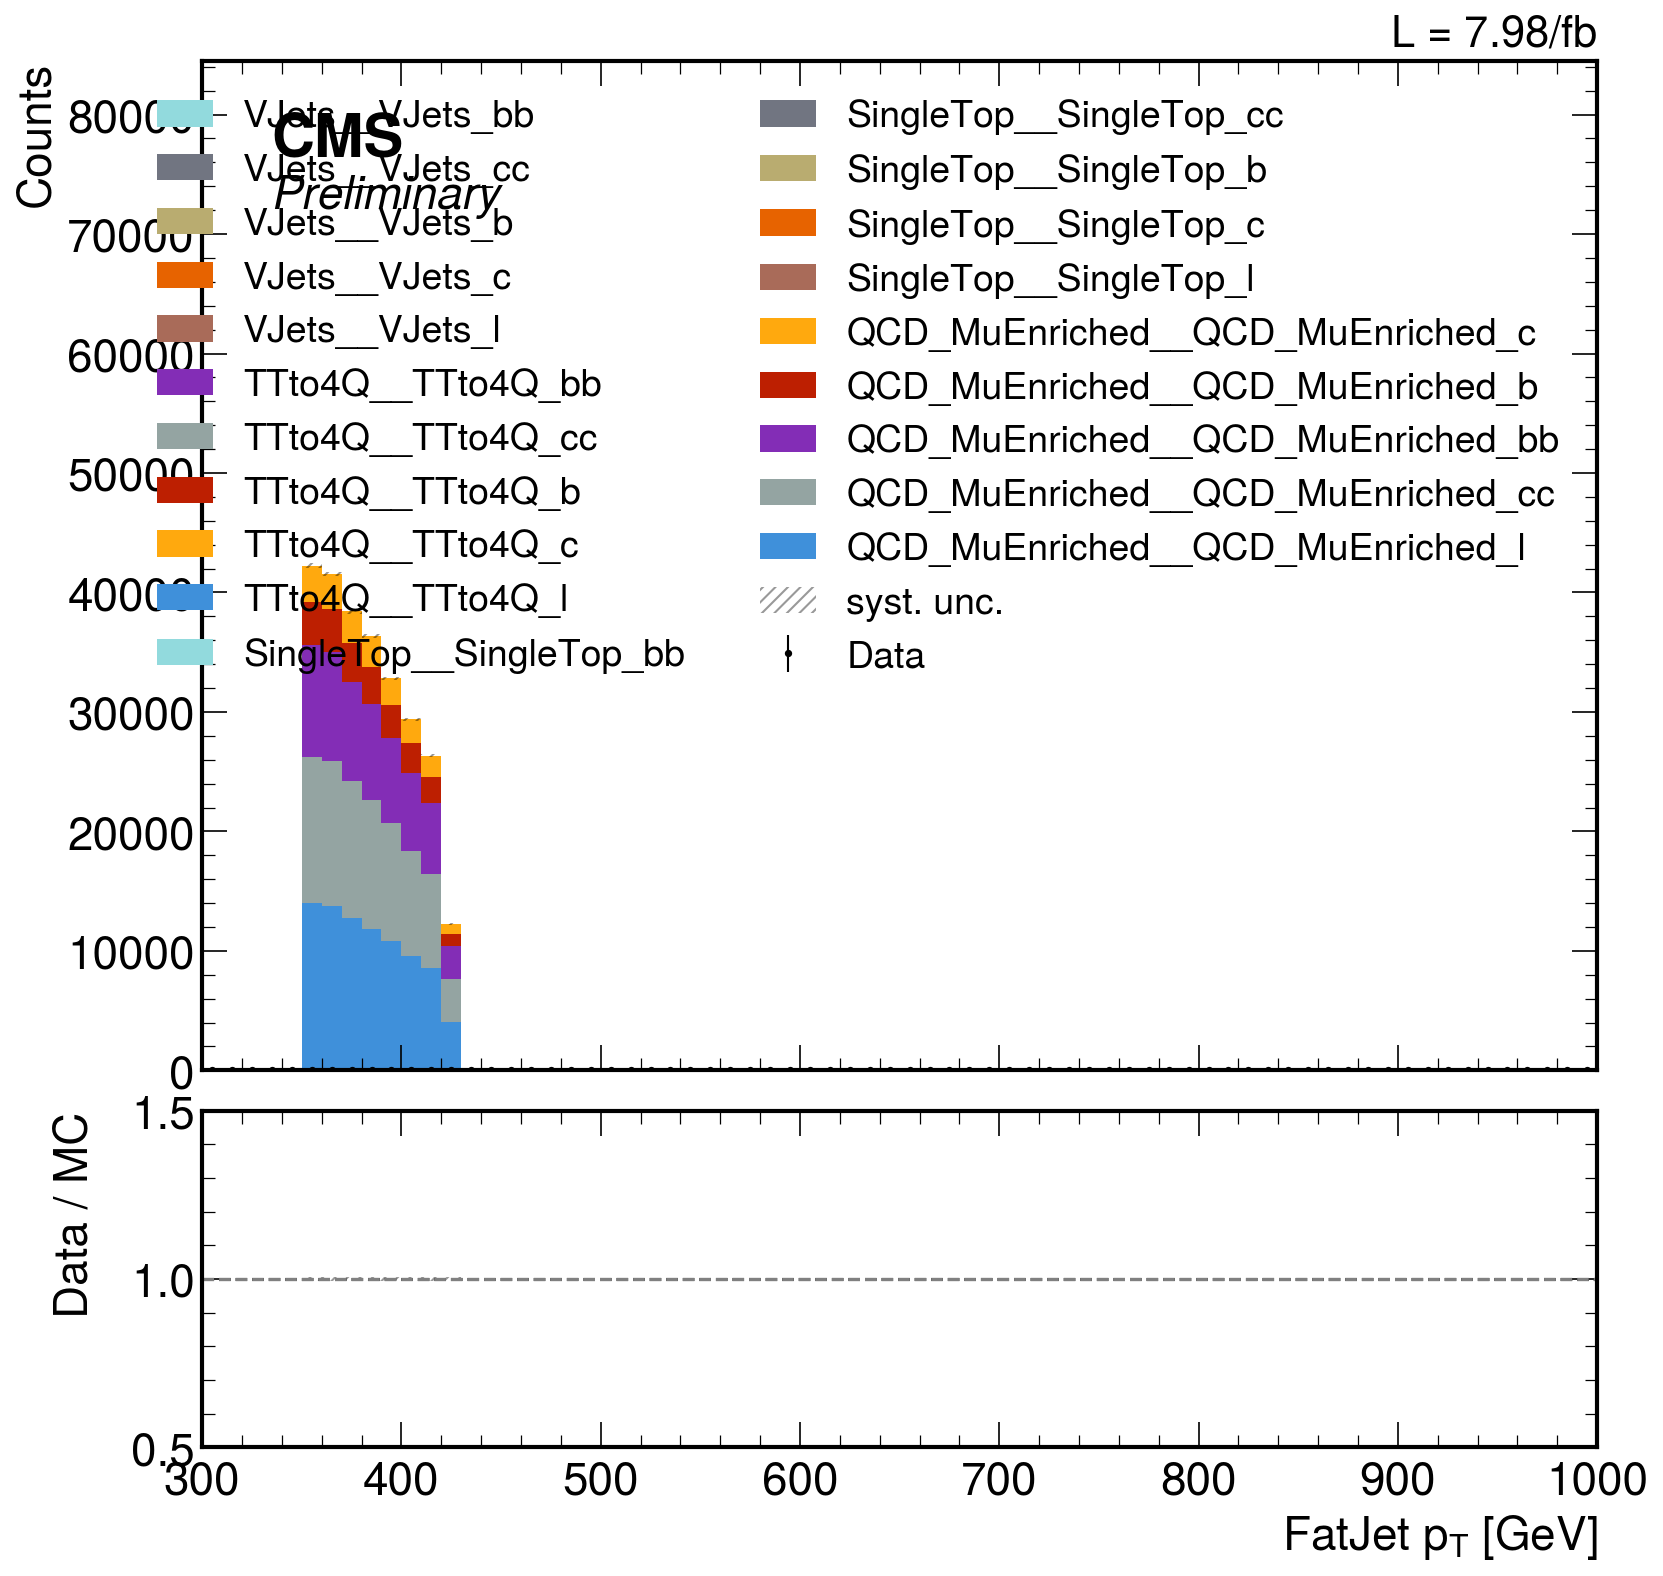 L = 7.98/fb
Counts
CMS
Preliminary
VJets__VJets_bb
VJets__VJets_cc
VJets__VJets_b
VJets__VJets_c
VJets__VJets_l
TTto4Q__TTto4Q_bb
TTto4Q__TTto4Q_cc
TTto4Q__TTto4Q_b
TTto4Q__TTto4Q_c
TTto4Q__TTto4Q_l
SingleTop__SingleTop_bb
SingleTop__SingleTop_cc
SingleTop__SingleTop_b
SingleTop__SingleTop_c
SingleTop__SingleTop_l
QCD_MuEnriched__QCD_MuEnriched_c
QCD_MuEnriched__QCD_MuEnriched_b
QCD_MuEnriched__QCD_MuEnriched_bb
QCD_MuEnriched__QCD_MuEnriched_cc
QCD_MuEnriched__QCD_MuEnriched_l
syst. unc.
Data
80000
70000
60000
50000
40000
30000
20000
10000
0
Data / MC
1.5
1.0
0.5
300 400 500 600 700 800 900 1000
FatJet p_T [GeV]